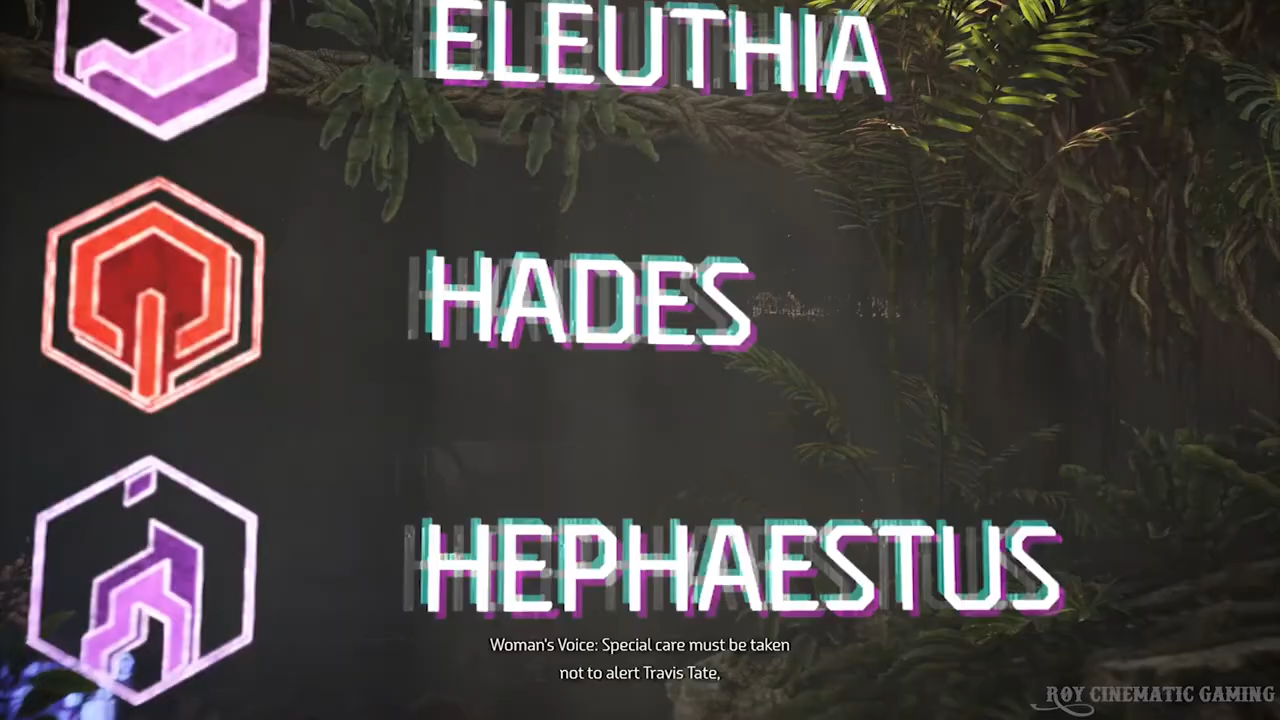 ELEUTHIA
HADES
HEPHAESTUS
Woman's Voice: Special care must be taken
not to alert Travis Tate,
ROY CINEMATIC GAMING